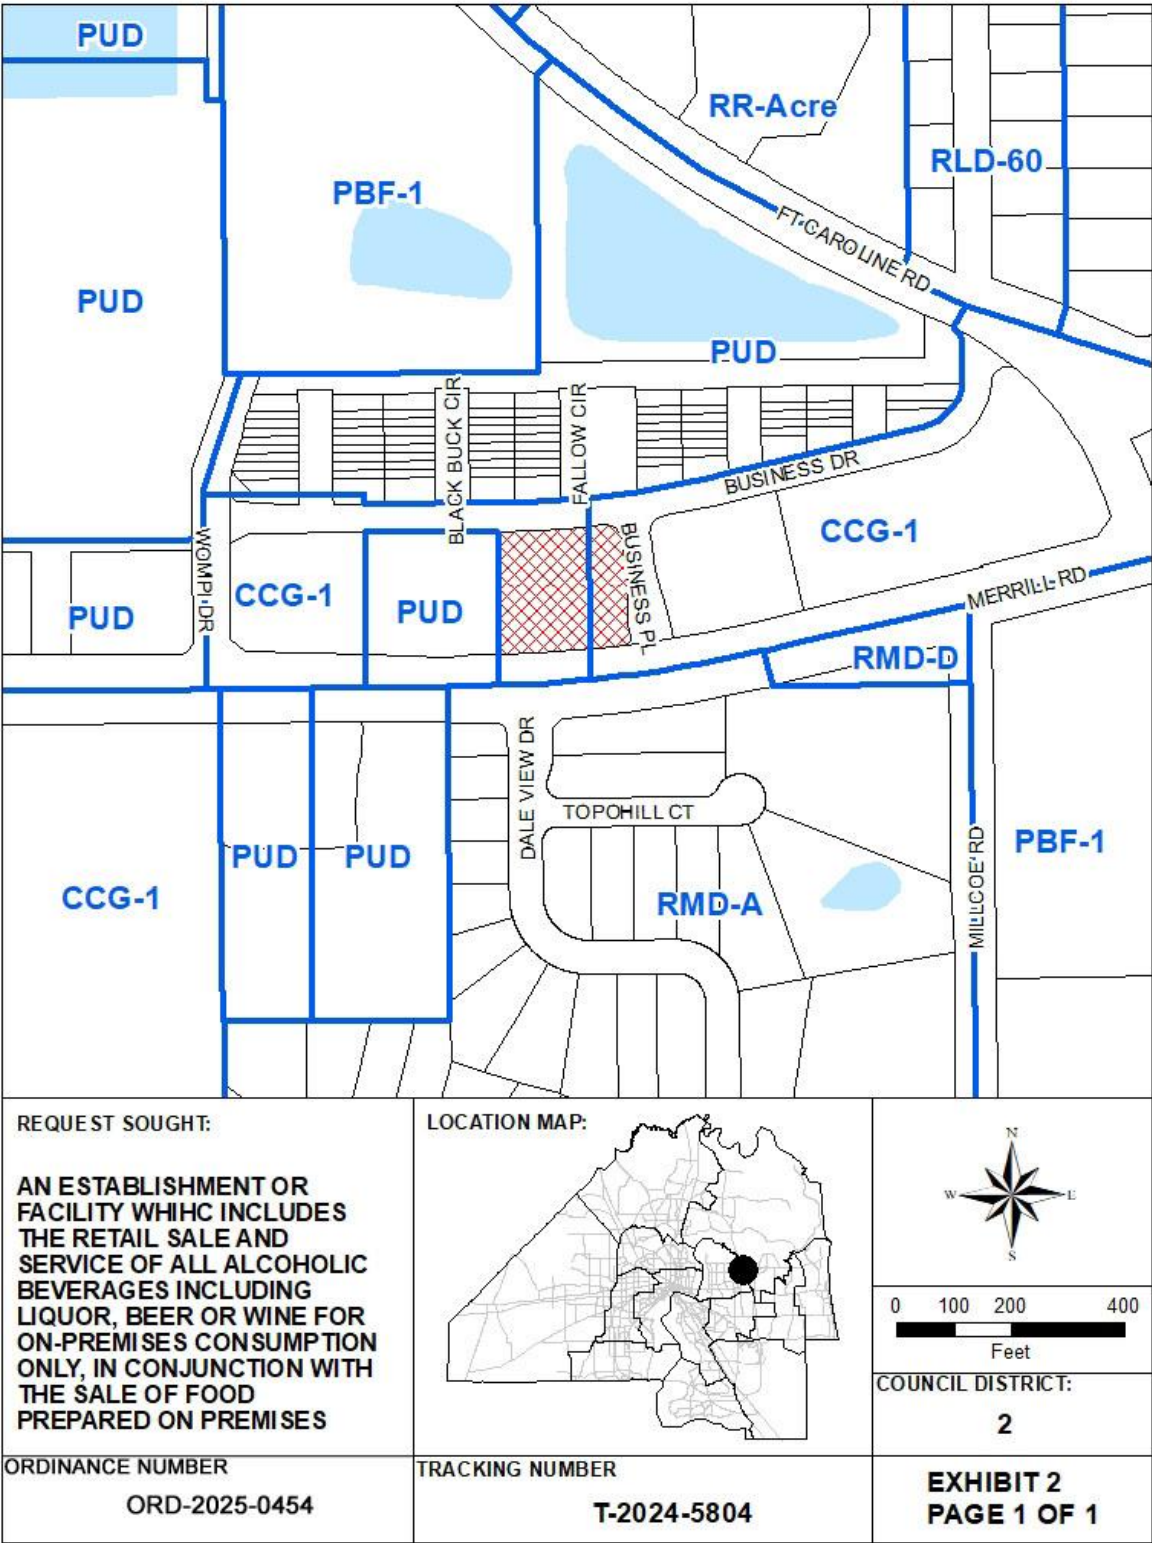 PUD
RR-Acre
RLD-60
PBF-1
FT CAROLINE RD
PUD
PUD
BLACK BUCK CIR
FALLOW CIR
BUSINESS DR
CCG-1
WOMPI DR
BUSINESS PL
CCG-1
PUD
PUD
MERRILL RD
RMD-D
DALE VIEW DR
TOPOHILL CT
MILLCOE RD
PBF-1
PUD
PUD
CCG-1
RMD-A
REQUEST SOUGHT:
AN ESTABLISHMENT OR
FACILITY WHIHC INCLUDES
THE RETAIL SALE AND
SERVICE OF ALL ALCOHOLIC
BEVERAGES INCLUDING
LIQUOR, BEER OR WINE FOR
ON-PREMISES CONSUMPTION
ONLY, IN CONJUNCTION WITH
THE SALE OF FOOD
PREPARED ON PREMISES
LOCATION MAP:
N
W E
S
0 100 200 400
Feet
COUNCIL DISTRICT:
2
ORDINANCE NUMBER
ORD-2025-0454
TRACKING NUMBER
T-2024-5804
EXHIBIT 2
PAGE 1 OF 1